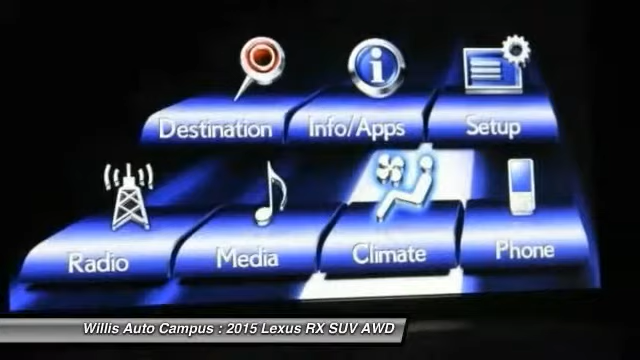 Destination Info/Apps Setup
Radio Media Climate Phone
Willis Auto Campus : 2015 Lexus RX SUV AWD